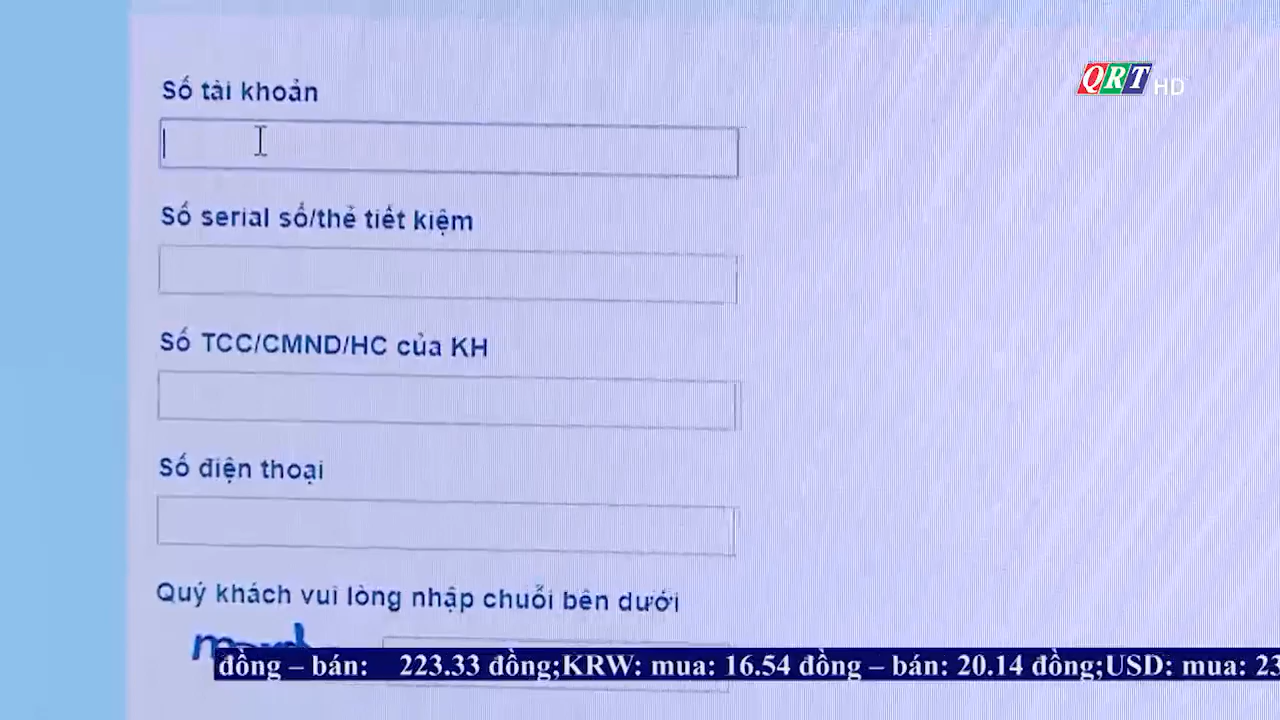 Số tài khoản
QRT HD
Số serial sổ/thẻ tiết kiệm
Số TCC/CMND/HC của KH
Số điện thoại
Quý khách vui lòng nhập chuỗi bên dưới
đồng – bán: 223.33 đồng;KRW: mua: 16.54 đồng – bán: 20.14 đồng;USD: mua: 23